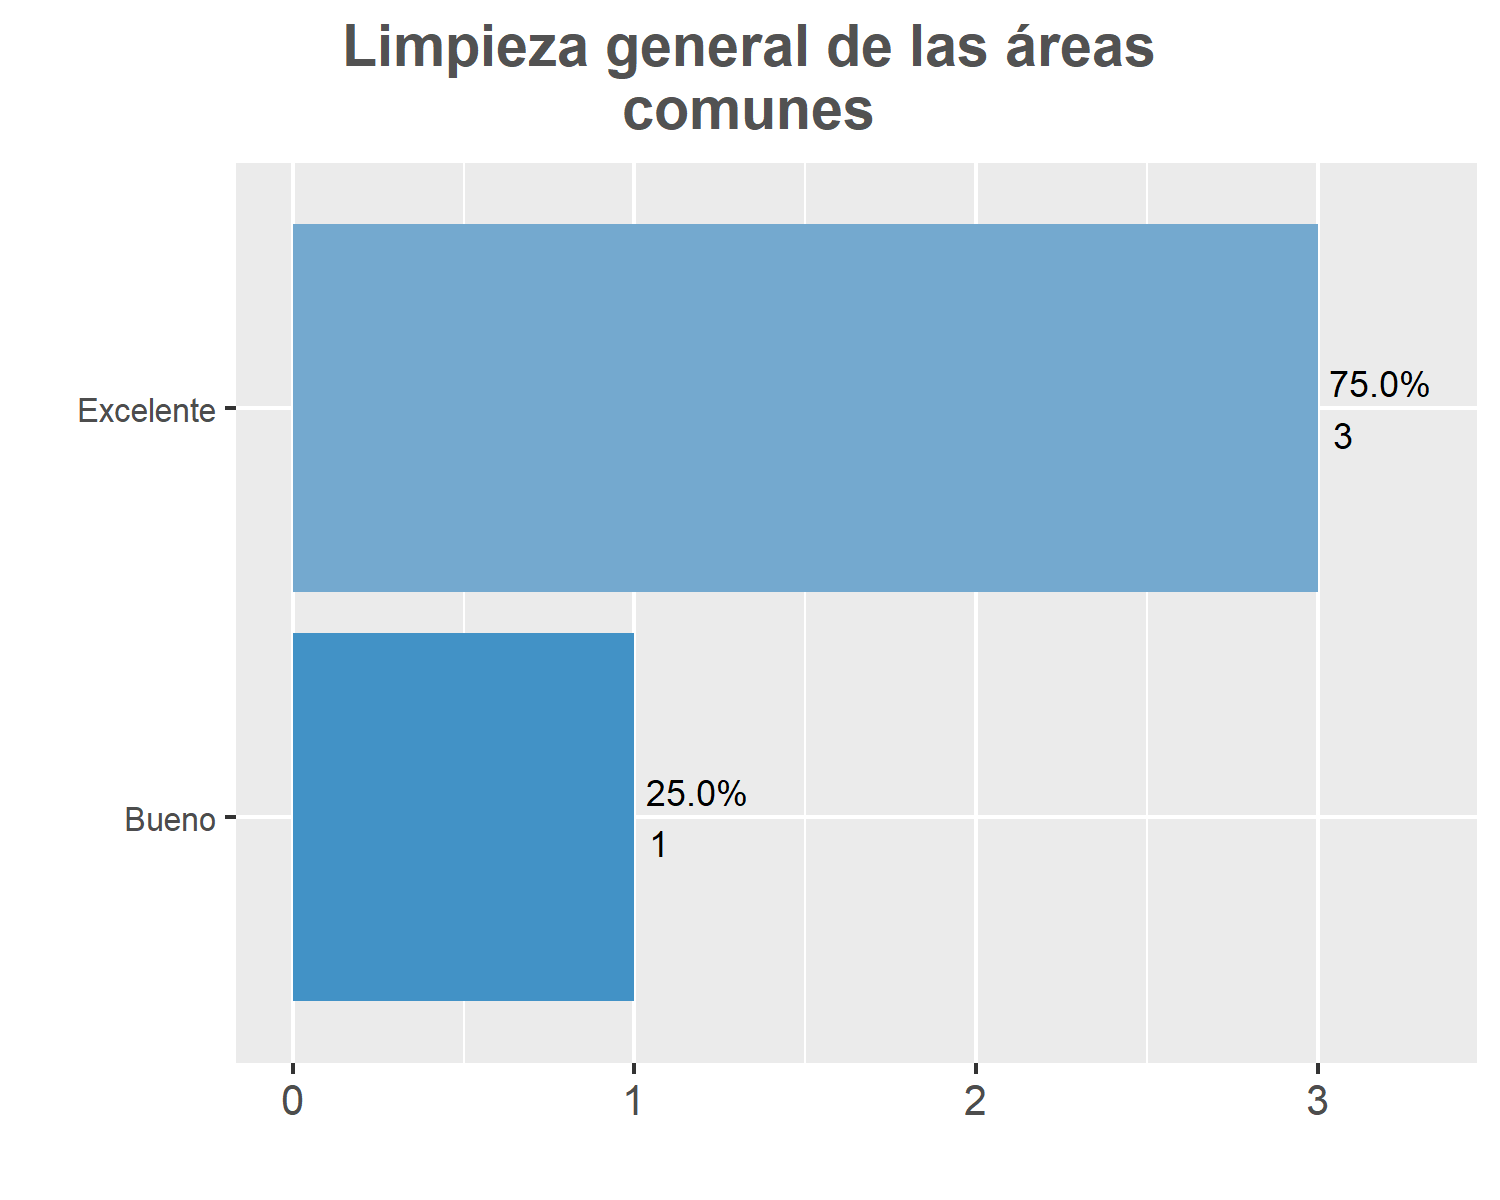 Limpieza general de las áreas
comunes
Excelente
75.0%
3
Bueno
25.0%
1
0 1 2 3